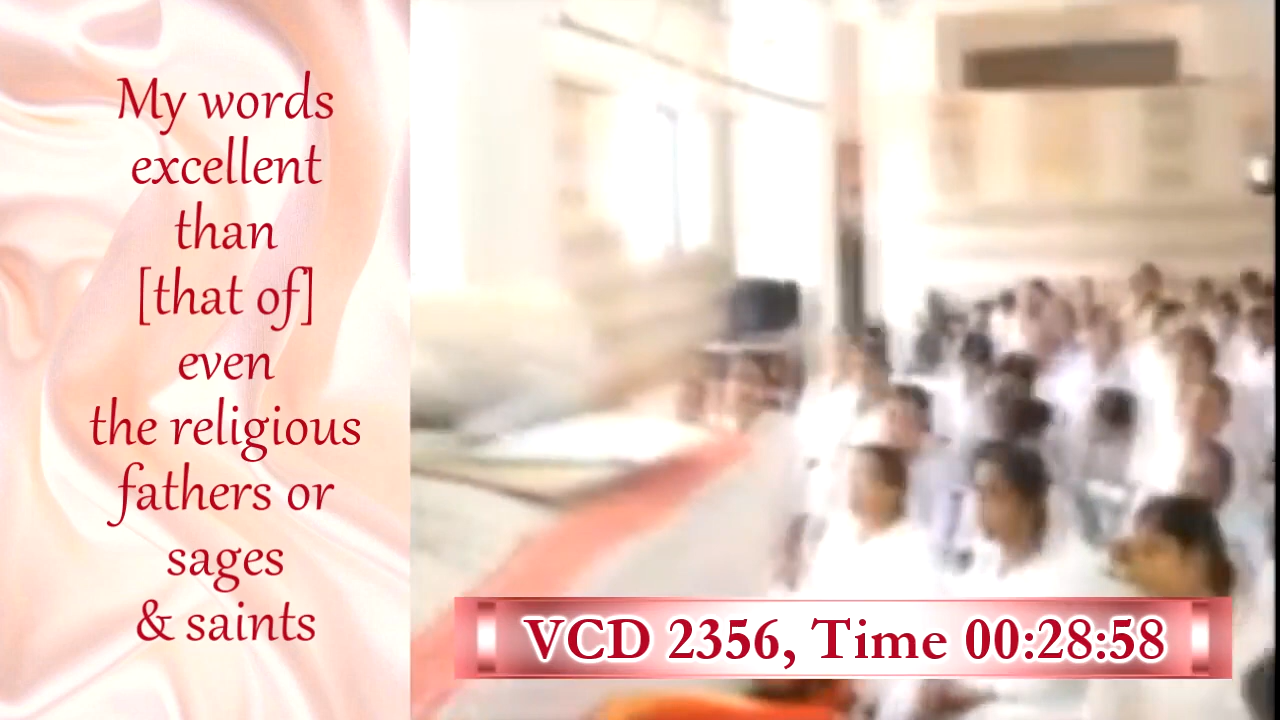 My words
excellent
than
[that of]
even
the religious
fathers or
sages
& saints
VCD 2356, Time 00:28:58